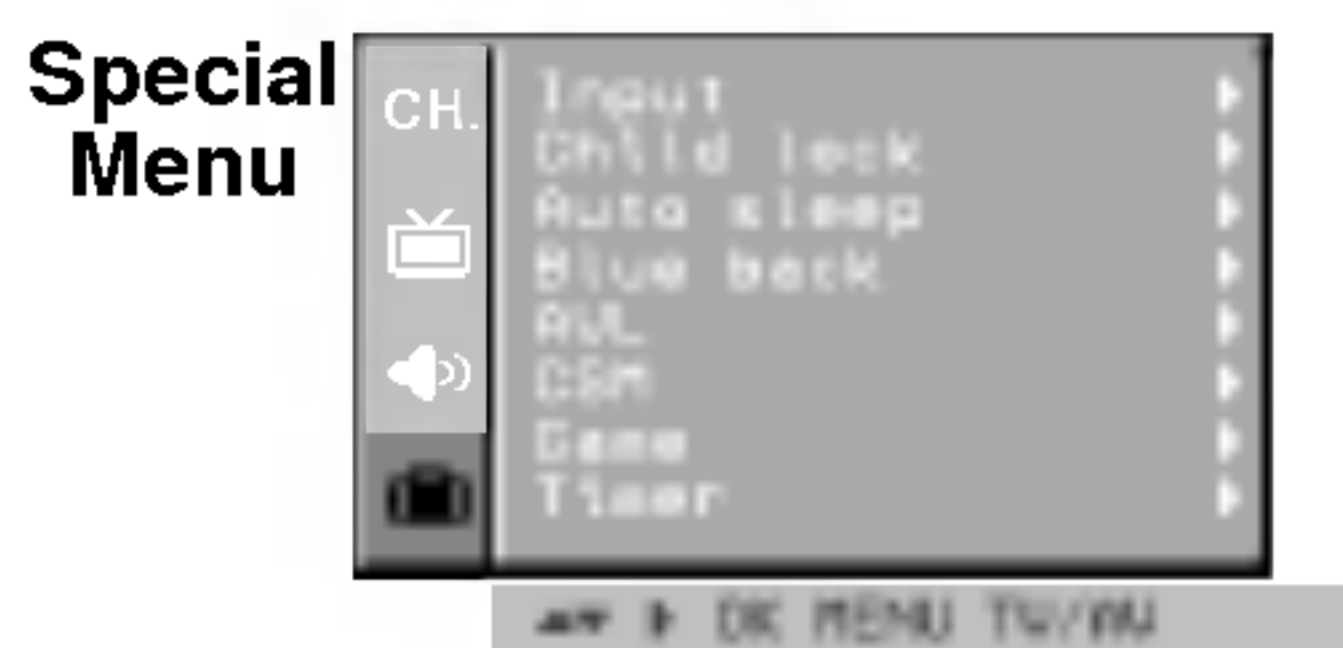 Special
Menu
CH.
Input
Child lock
Auto sleep
Blue back
AVL
CSM
Game
Timer
OK MENU TV/AV